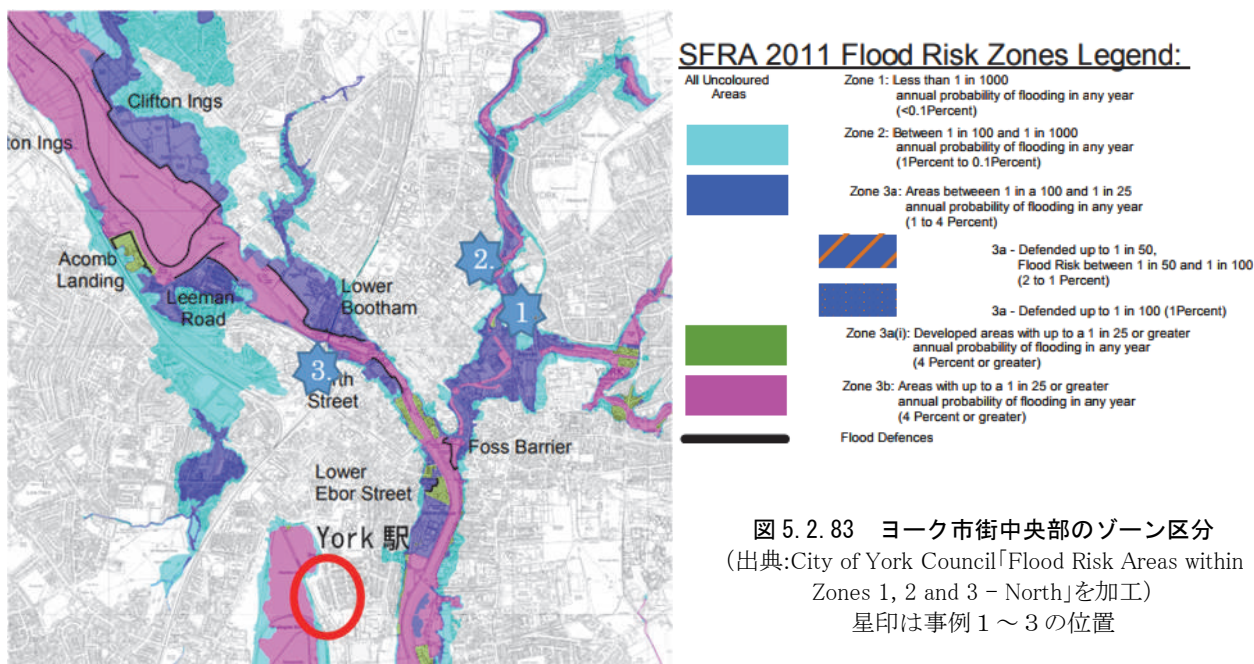 Clifton Ings
ton Ings
Acomb
Landing
Leeman
Road
Lower
Bootham
2.
1
3.
th
Street
Foss Barrier
Lower
Ebor Street
York 駅
YORK
SFRA 2011 Flood Risk Zones Legend:
All Uncoloured
Areas
Zone 1: Less than 1 in 1000
annual probability of flooding in any year
(<0.1Percent)
Zone 2: Between 1 in 100 and 1 in 1000
annual probability of flooding in any year
(1Percent to 0.1Percent)
Zone 3a: Areas betweeen 1 in a 100 and 1 in 25
annual probability of flooding in any year
(1 to 4 Percent)
3a - Defended up to 1 in 50,
Flood Risk between 1 in 50 and 1 in 100
(2 to 1 Percent)
3a - Defended up to 1 in 100 (1Percent)
Zone 3a(i): Developed areas with up to a 1 in 25 or greater
annual probability of flooding in any year
(4 Percent or greater)
Zone 3b: Areas with up to a 1 in 25 or greater
annual probability of flooding in any year
(4 Percent or greater)
Flood Defences
図 5.2.83 ヨーク市街中央部のゾーン区分
(出典:City of York Council「Flood Risk Areas within
Zones 1, 2 and 3 − North」を加工)
星印は事例１～３の位置